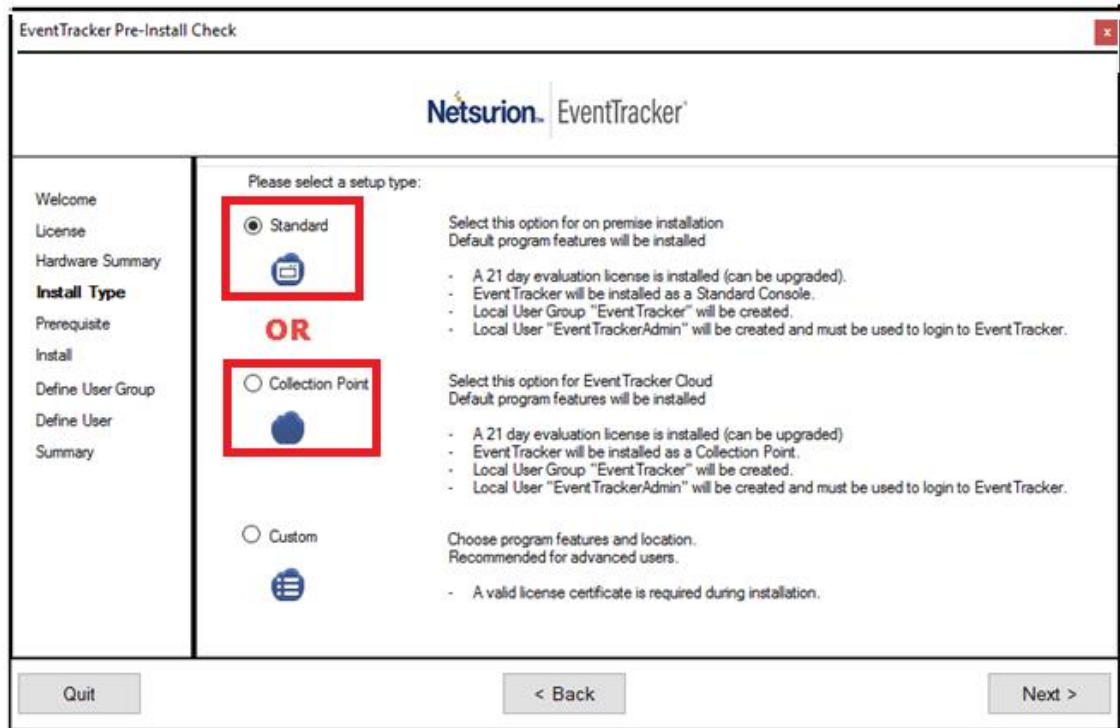 EventTracker Pre-Install Check
x
Netsurion™ EventTracker®
Welcome
License
Hardware Summary
Install Type
Prerequisite
Install
Define User Group
Define User
Summary
Please select a setup type:
Standard
Select this option for on premise installation
Default program features will be installed
- A 21 day evaluation license is installed (can be upgraded).
- EventTracker will be installed as a Standard Console.
- Local User Group "EventTracker" will be created.
- Local User "EventTrackerAdmin" will be created and must be used to login to EventTracker.
OR
Collection Point
Select this option for EventTracker Cloud
Default program features will be installed
- A 21 day evaluation license is installed (can be upgraded)
- EventTracker will be installed as a Collection Point.
- Local User Group "EventTracker" will be created.
- Local User "EventTrackerAdmin" will be created and must be used to login to EventTracker.
Custom
Choose program features and location.
Recommended for advanced users.
- A valid license certificate is required during installation.
Quit
< Back
Next >